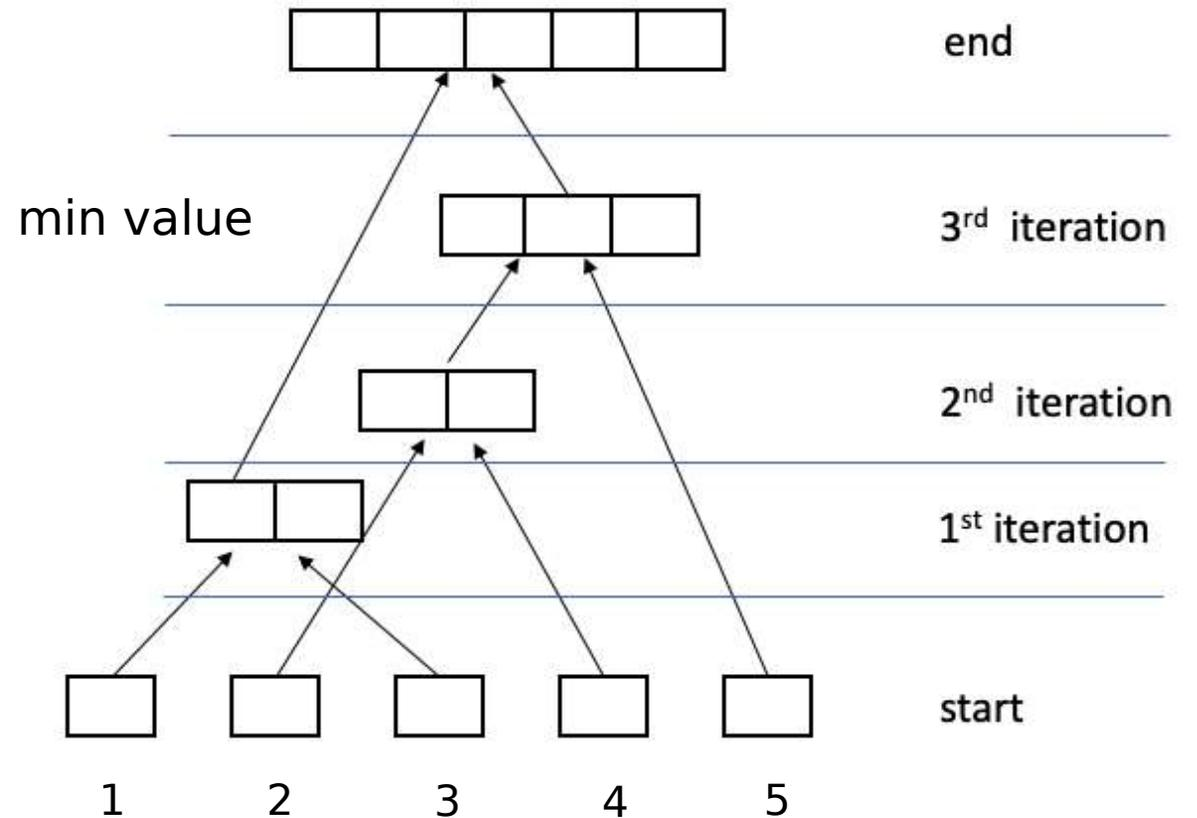 end
min value
3rd iteration
2nd iteration
1st iteration
start
1 2 3 4 5